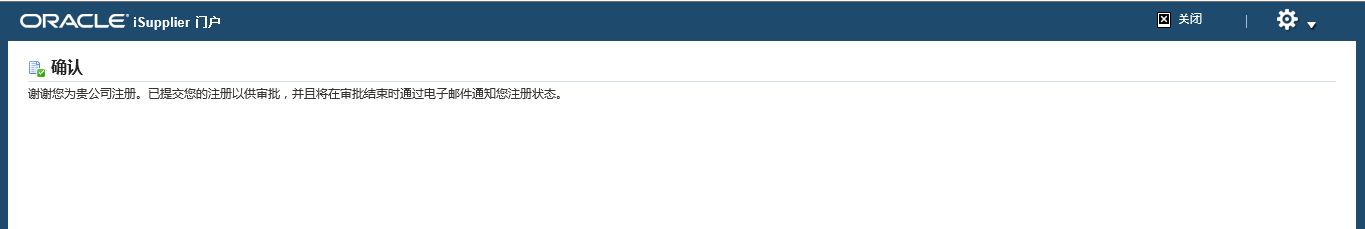 ORACLE® iSupplier 门户
关闭
确认
谢谢您为贵公司注册。已提交您的注册以供审批，并且将在审批结束时通过电子邮件通知您注册状态。